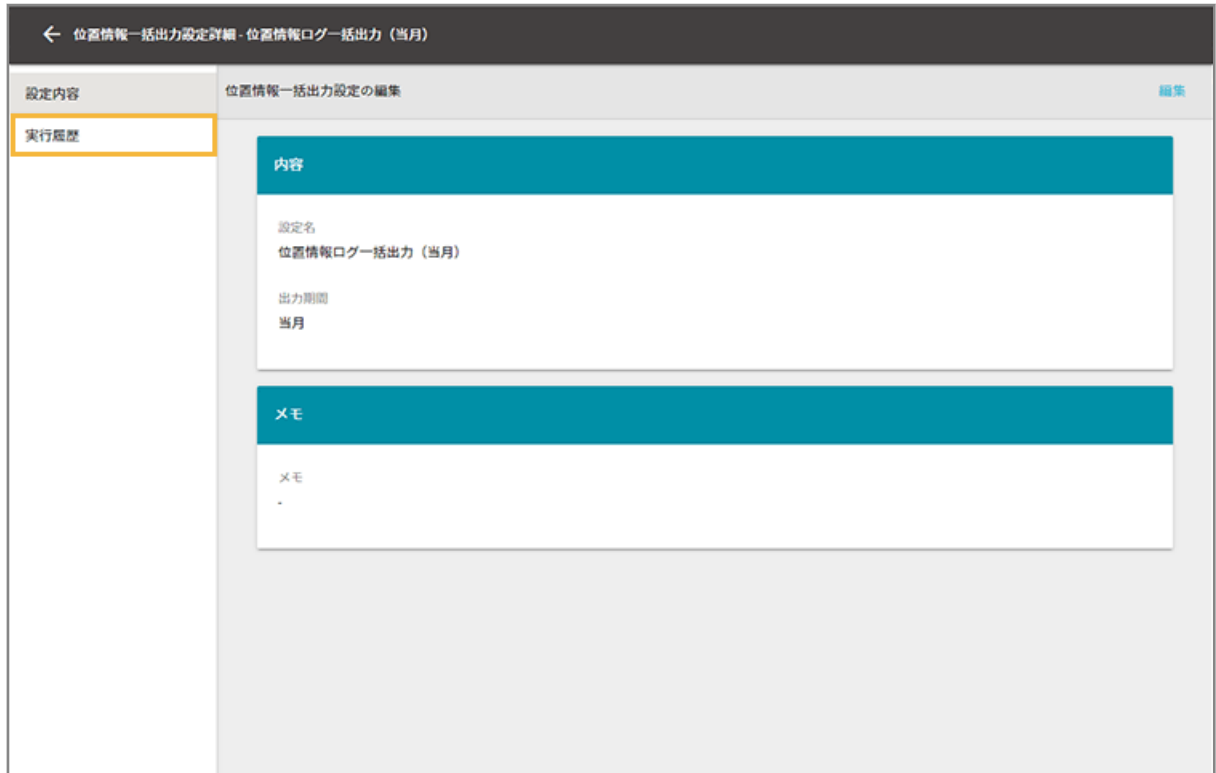 ← 位置情報一括出力設定詳細 - 位置情報ログ一括出力（当月）
設定内容
実行履歴
位置情報一括出力設定の編集
編集
内容
設定名
位置情報ログ一括出力（当月）
出力期間
当月
メモ
メモ
-